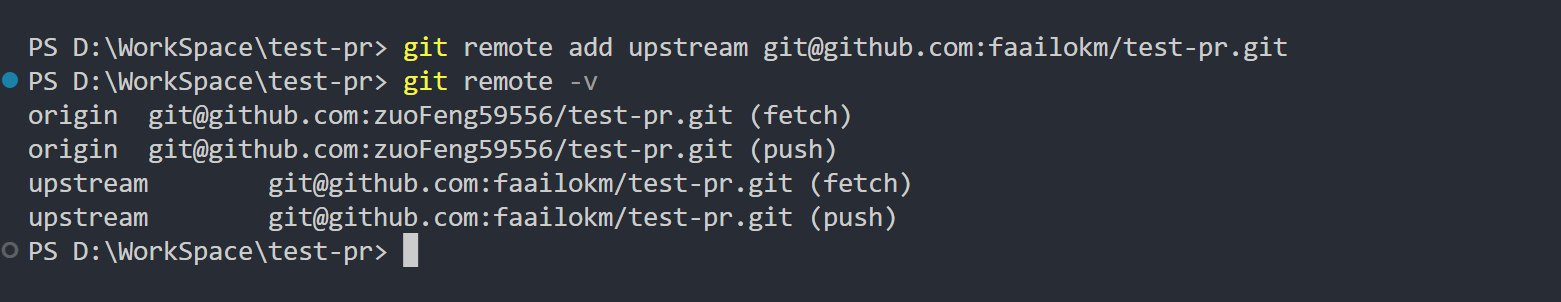 PS D:\WorkSpace\test-pr> git remote add upstream git@github.com:faailokm/test-pr.git
PS D:\WorkSpace\test-pr> git remote -v
origin  git@github.com:zuoFeng59556/test-pr.git (fetch)
origin  git@github.com:zuoFeng59556/test-pr.git (push)
upstream        git@github.com:faailokm/test-pr.git (fetch)
upstream        git@github.com:faailokm/test-pr.git (push)
PS D:\WorkSpace\test-pr>